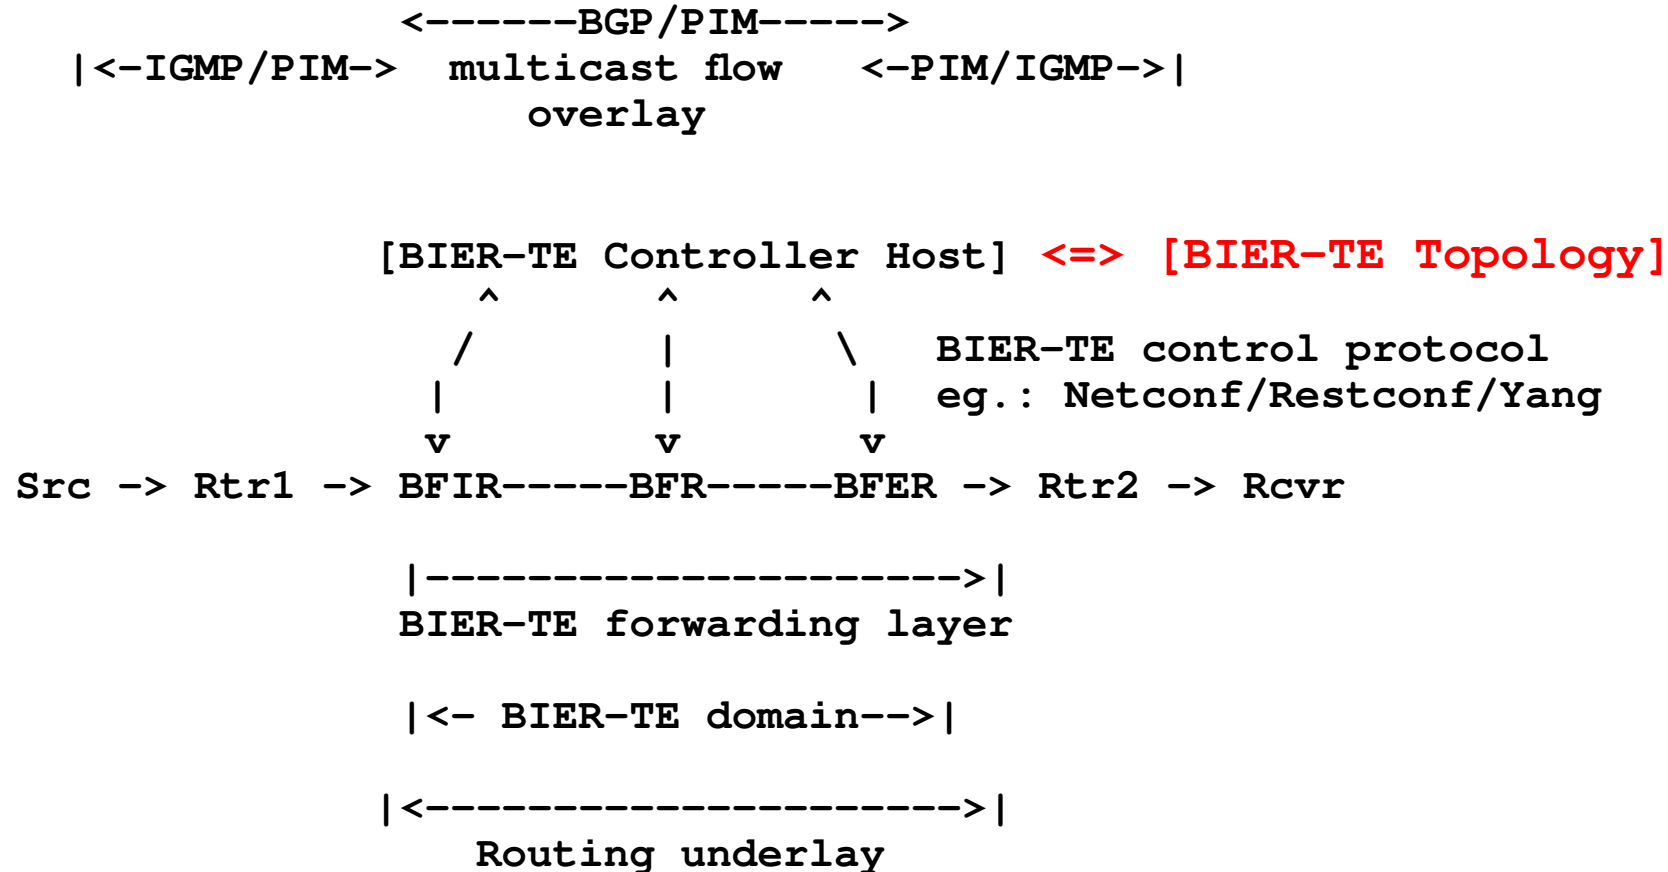 <------BGP/PIM----->
|<-IGMP/PIM-> multicast flow <-PIM/IGMP->|
overlay
[BIER-TE Controller Host] <=> [BIER-TE Topology]
^ ^ ^
/ | \ BIER-TE control protocol
| | | eg.: Netconf/Restconf/Yang
v v v
Src -> Rtr1 -> BFIR-----BFR-----BFER -> Rtr2 -> Rcvr
|--------------------->|
BIER-TE forwarding layer
|<- BIER-TE domain-->|
|<--------------------->|
Routing underlay